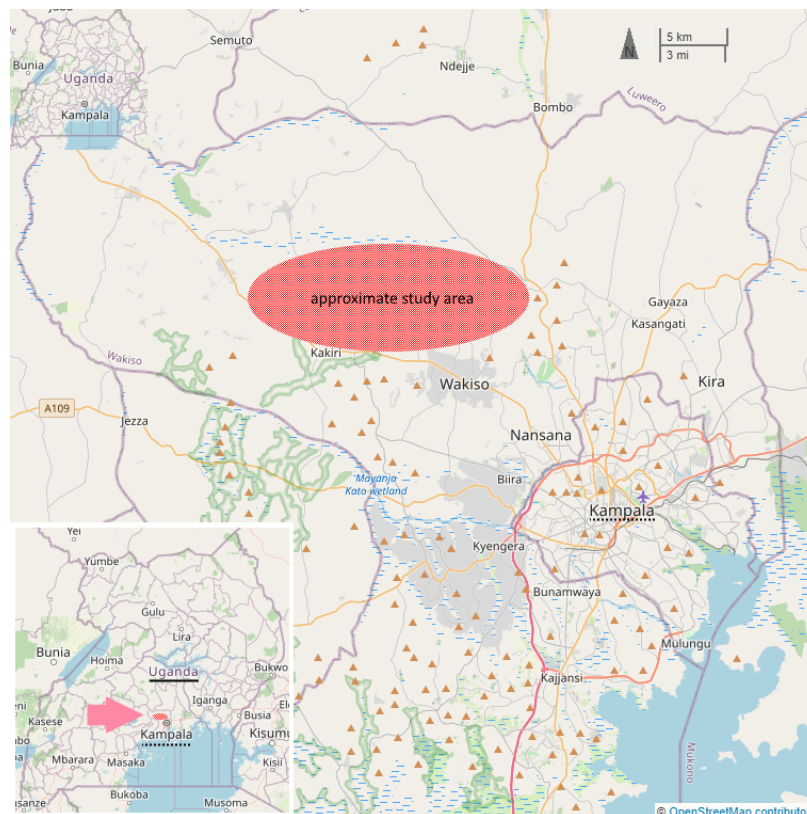 Juba
Bunia
Uganda
Kampala
Semuto
Ndejje
Bombo
Luweero
N
5 km
3 mi
approximate study area
Gayaza
Kasangati
Kakiri
Wakiso
Wakiso
Kira
A109
Jezza
Nansana
Mayanja
Kato wetland
Biira
Kampala
Kyengera
Bunamwaya
Mulungu
Kajjansi
Mukono
Yei
Yumbe
Gulu
Lira
Bunia
Hoima
Uganda
Bukwo
Iganga
Kasese
Busia
Kampala
Kisumu
Mbarara
Masaka
Kisii
Bukoba
Musoma
© OpenStreetMap contributo